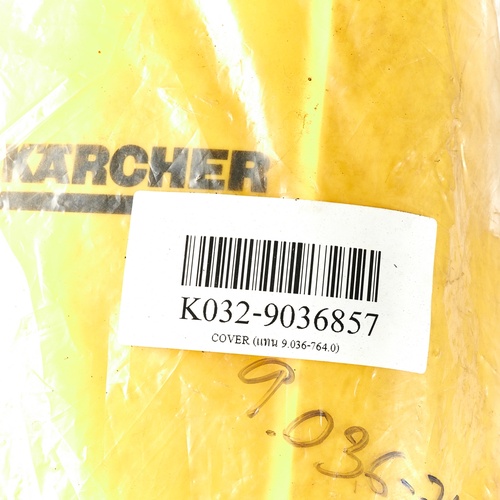 KÄRCHER
K032-9036857
COVER (แทน 9.036-764.0)
9.036-